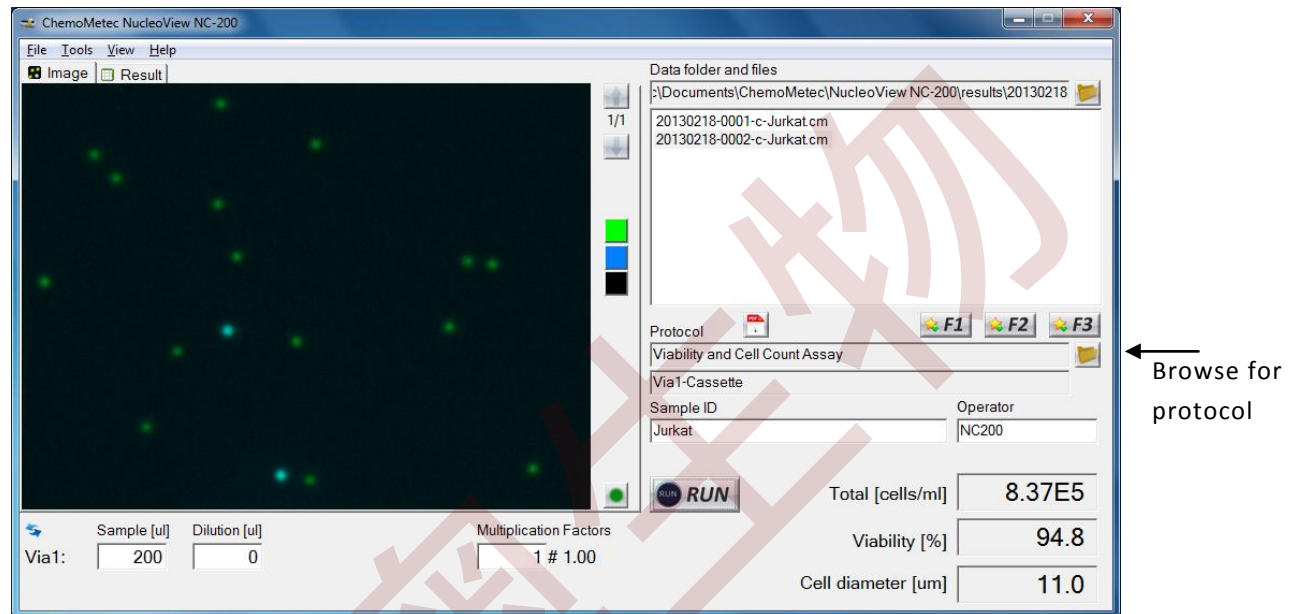 ChemoMetec NucleoView NC-200
File Tools View Help
Image Result
1/1
Data folder and files
:\Documents\ChemoMetec\NucleoView NC-200\results\20130218
20130218-0001-c-Jurkat.cm
20130218-0002-c-Jurkat.cm
Protocol
PDF
F1 F2 F3
Viability and Cell Count Assay
Via1-Cassette
Browse for
protocol
Sample ID Operator
Jurkat NC200
RUN RUN
Total [cells/ml] 8.37E5
Viability [%] 94.8
Cell diameter [um] 11.0
Sample [ul] Dilution [ul] Multiplication Factors
Via1: 200 0 1 # 1.00
生物